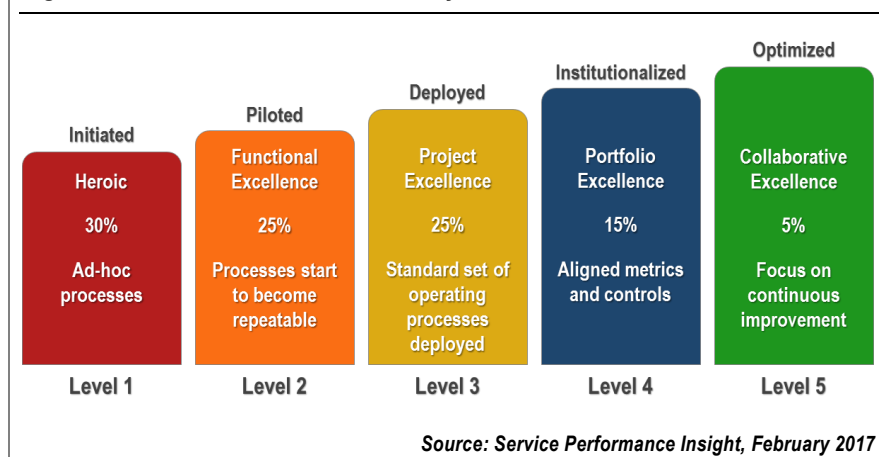 Optimized
Institutionalized
Deployed
Piloted
Initiated
Heroic
30%
Ad-hoc
processes
Level 1
Functional
Excellence
25%
Processes start
to become
repeatable
Level 2
Project
Excellence
25%
Standard set of
operating
processes
deployed
Level 3
Portfolio
Excellence
15%
Aligned metrics
and controls
Level 4
Collaborative
Excellence
5%
Focus on
continuous
improvement
Level 5
Source: Service Performance Insight, February 2017